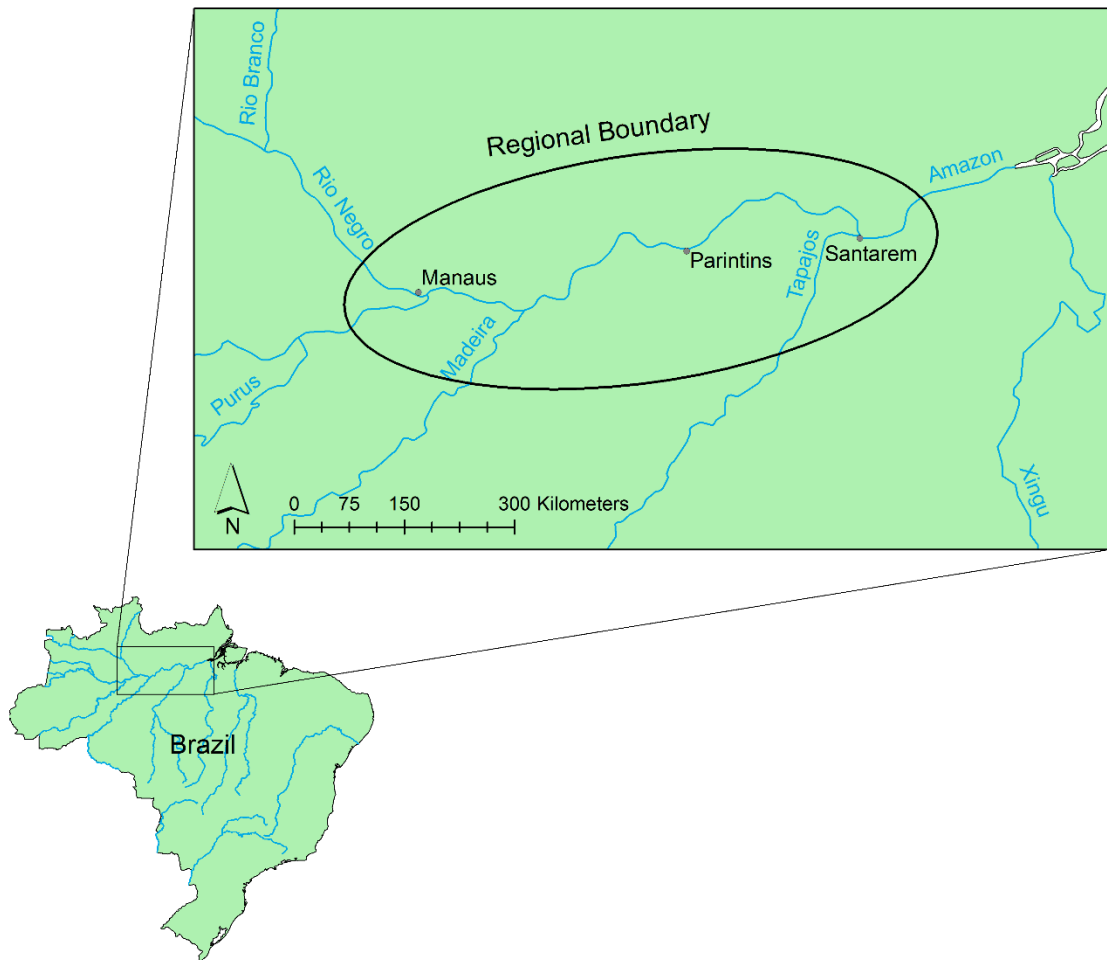 Rio Branco
Regional Boundary
Amazon
Rio Negro
Tapajos
Santarem
Parintins
Manaus
Madeira
Purus
Xingu
0 75 150 300 Kilometers
N
Brazil